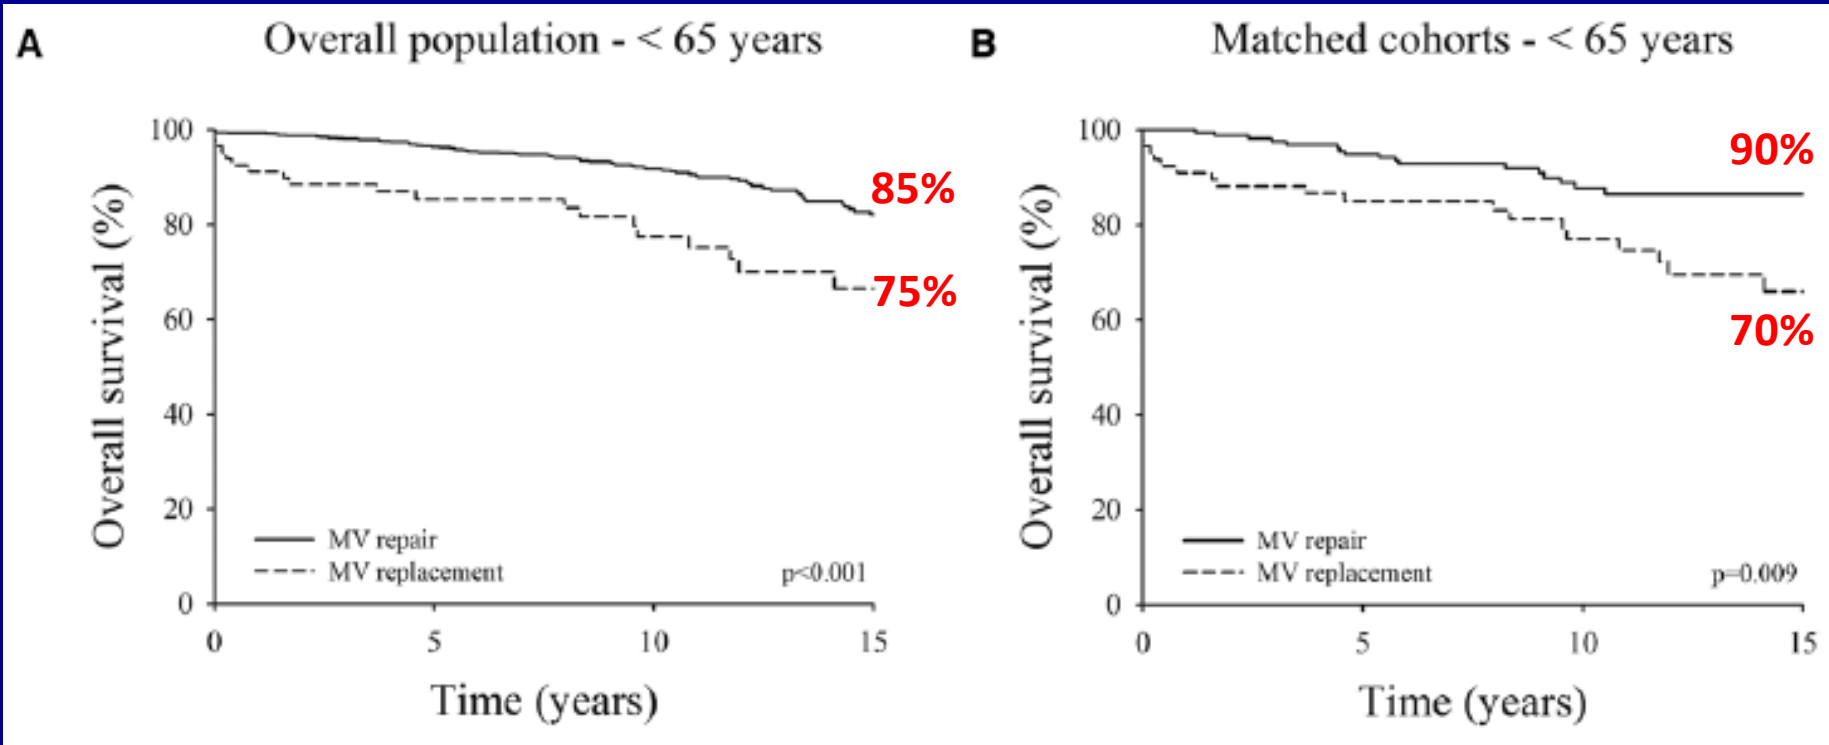 A
Overall population - < 65 years
Overall survival (%)
100
80
60
40
20
0
85%
75%
MV repair
MV replacement
p<0.001
0 5 10 15
Time (years)
B
Matched cohorts - < 65 years
Overall survival (%)
100
80
60
40
20
0
90%
70%
MV repair
MV replacement
p=0.009
0 5 10 15
Time (years)